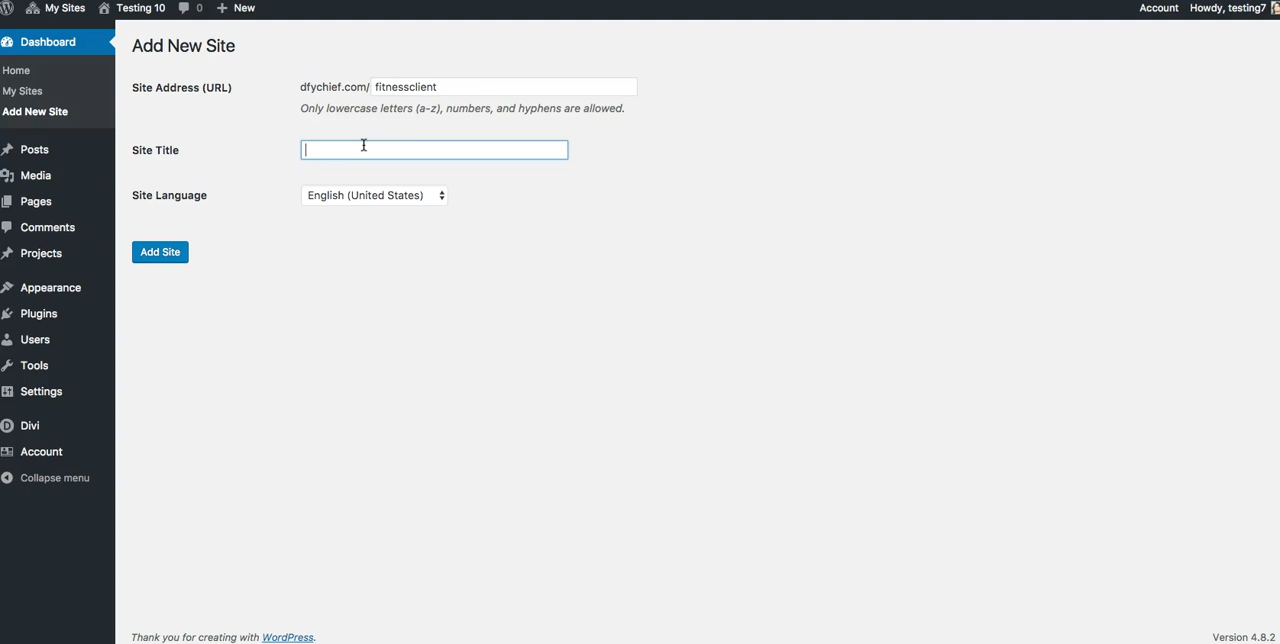 My Sites Testing 10 0 New Account Howdy, testing7
Dashboard
Home
My Sites
Add New Site
Posts
Media
Pages
Comments
Projects
Appearance
Plugins
Users
Tools
Settings
Divi
Account
Collapse menu
Add New Site
Site Address (URL) dfychief.com/ fitnessclient
Only lowercase letters (a-z), numbers, and hyphens are allowed.
Site Title
Site Language English (United States)
Add Site
Thank you for creating with WordPress. Version 4.8.2